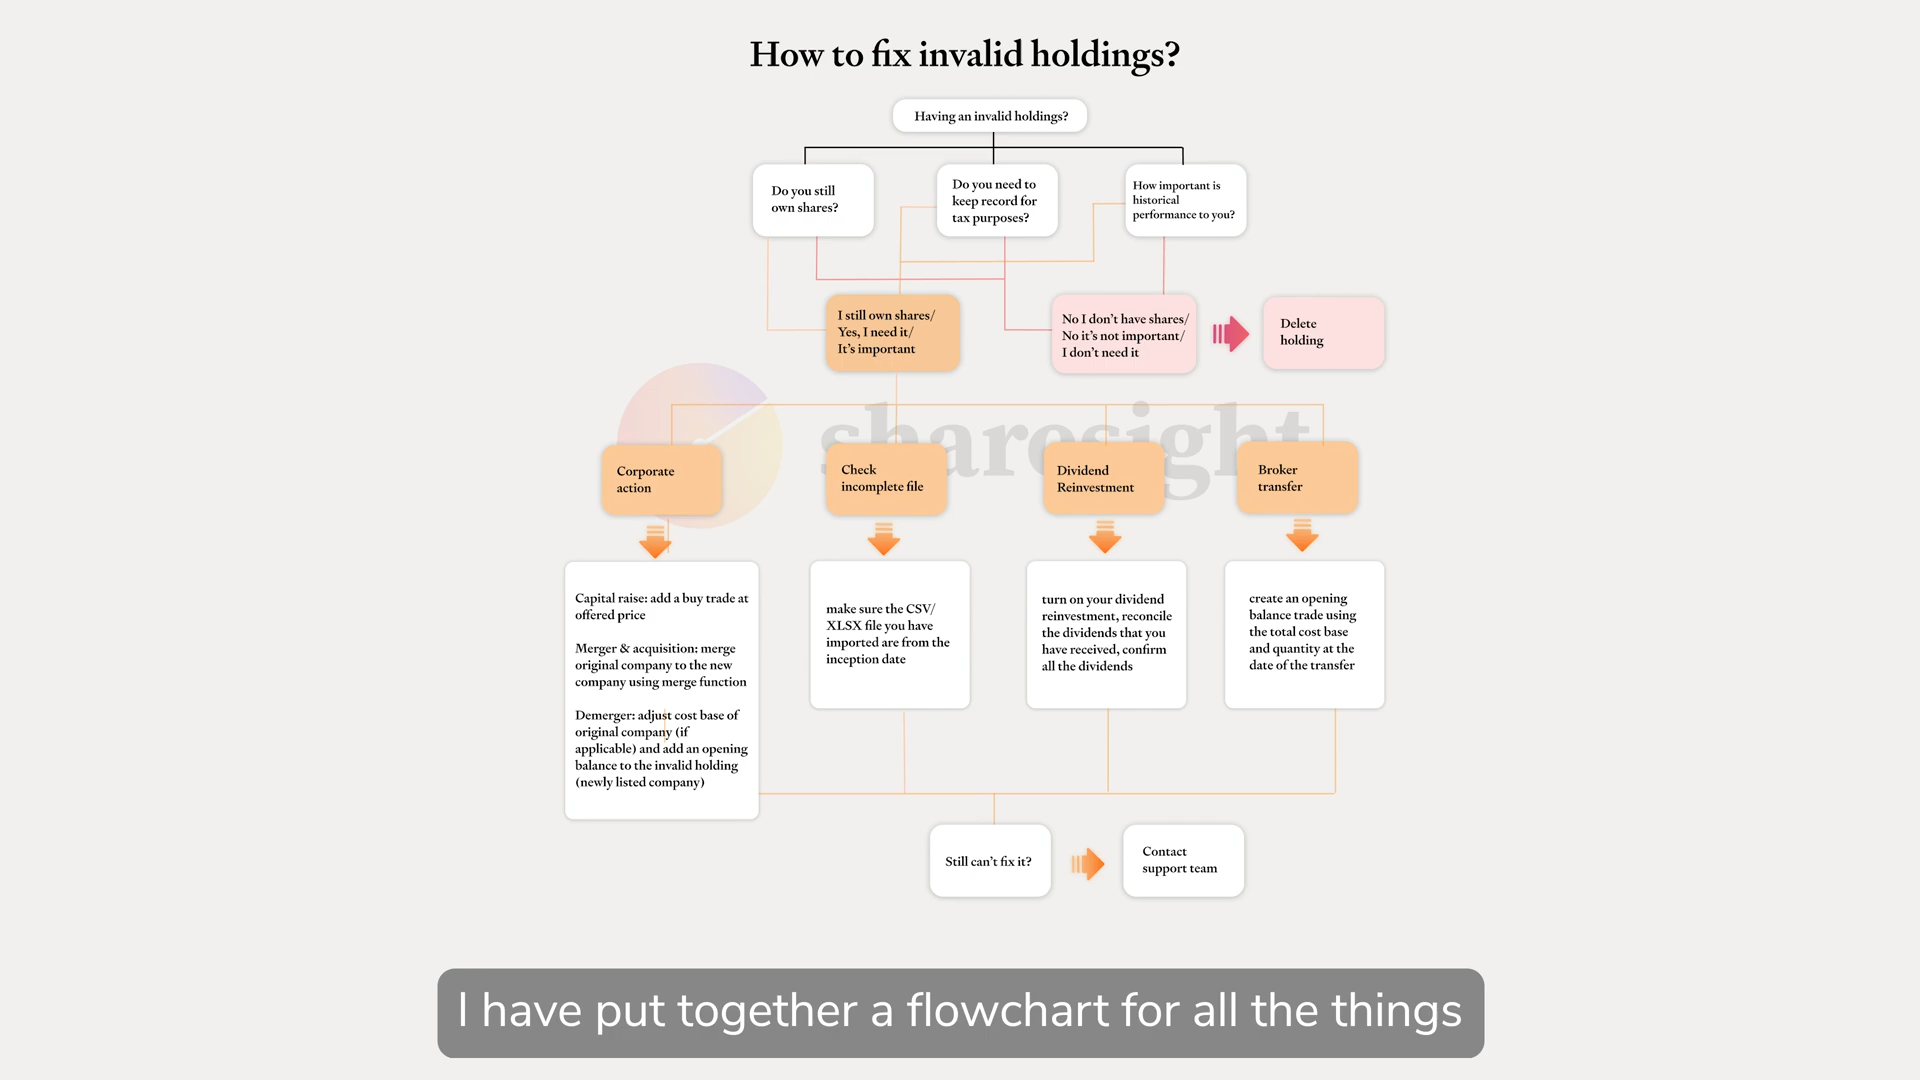 How to fix invalid holdings?
Having an invalid holdings?
Do you still
own shares?
Do you need to
keep record for
tax purposes?
How important is
historical
performance to you?
I still own shares/
Yes, I need it/
It's important
No I don't have shares/
No it's not important/
I don't need it
Delete
holding
sharesight
Corporate
action
Check
incomplete file
Dividend
Reinvestment
Broker
transfer
Capital raise: add a buy trade at
offered price
Merger & acquisition: merge
original company to the new
company using merge function
Demerger: adjust cost base of
original company (if
applicable) and add an opening
balance to the invalid holding
(newly listed company)
make sure the CSV/
XLSX file you have
imported are from the
inception date
turn on your dividend
reinvestment, reconcile
the dividends that you
have received, confirm
all the dividends
create an opening
balance trade using
the total cost base
and quantity at the
date of the transfer
Still can't fix it?
Contact
support team
I have put together a flowchart for all the things